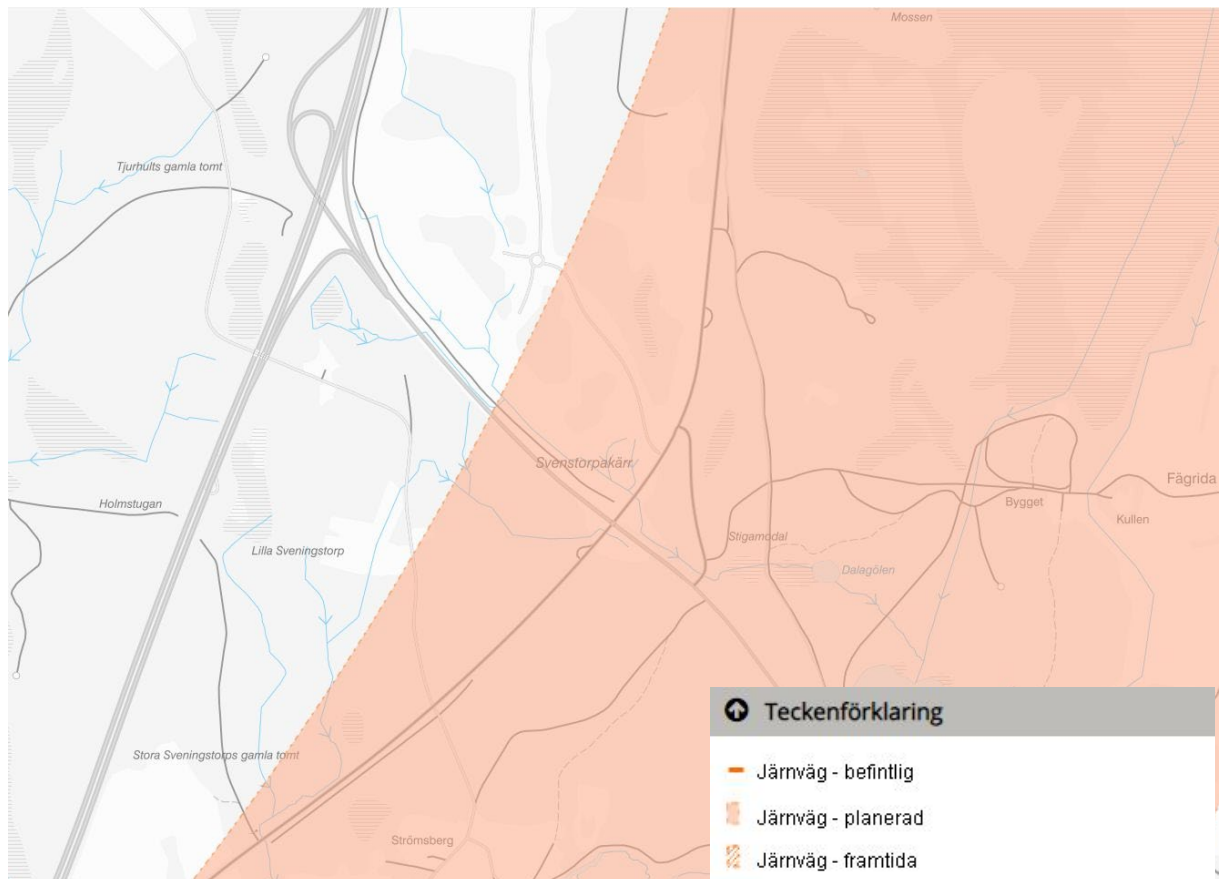 Mossen
Tjurhults gamla tomt
Svenstorpakärr
Fägrida
Holmstugan
Bygget
Kullen
Stigamodal
Lilla Sveningstorp
Dalagölen
Teckenförklaring
Stora Sveningstorps gamla tomt
Järnväg - befintlig
Järnväg - planerad
Strömsberg
Järnväg - framtida